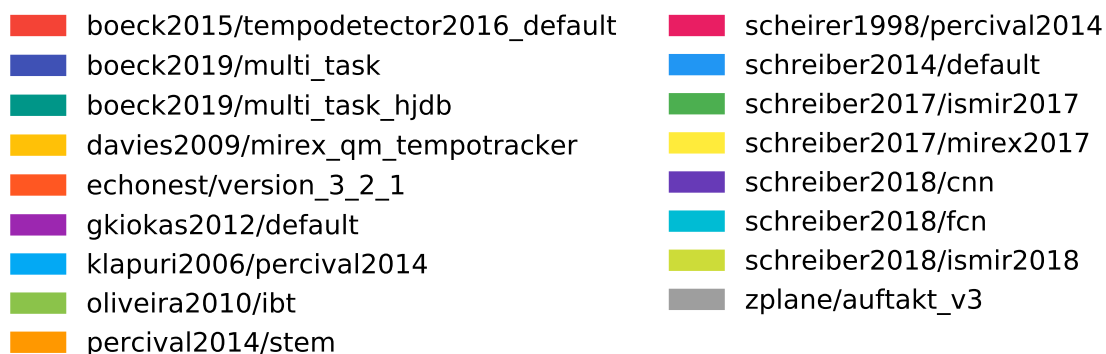 boeck2015/tempodetector2016_default
boeck2019/multi_task
boeck2019/multi_task_hjdb
davies2009/mirex_qm_tempotracker
echonest/version_3_2_1
gkiokas2012/default
klapuri2006/percival2014
oliveira2010/ibt
percival2014/stem
scheirer1998/percival2014
schreiber2014/default
schreiber2017/ismir2017
schreiber2017/mirex2017
schreiber2018/cnn
schreiber2018/fcn
schreiber2018/ismir2018
zplane/auftakt_v3